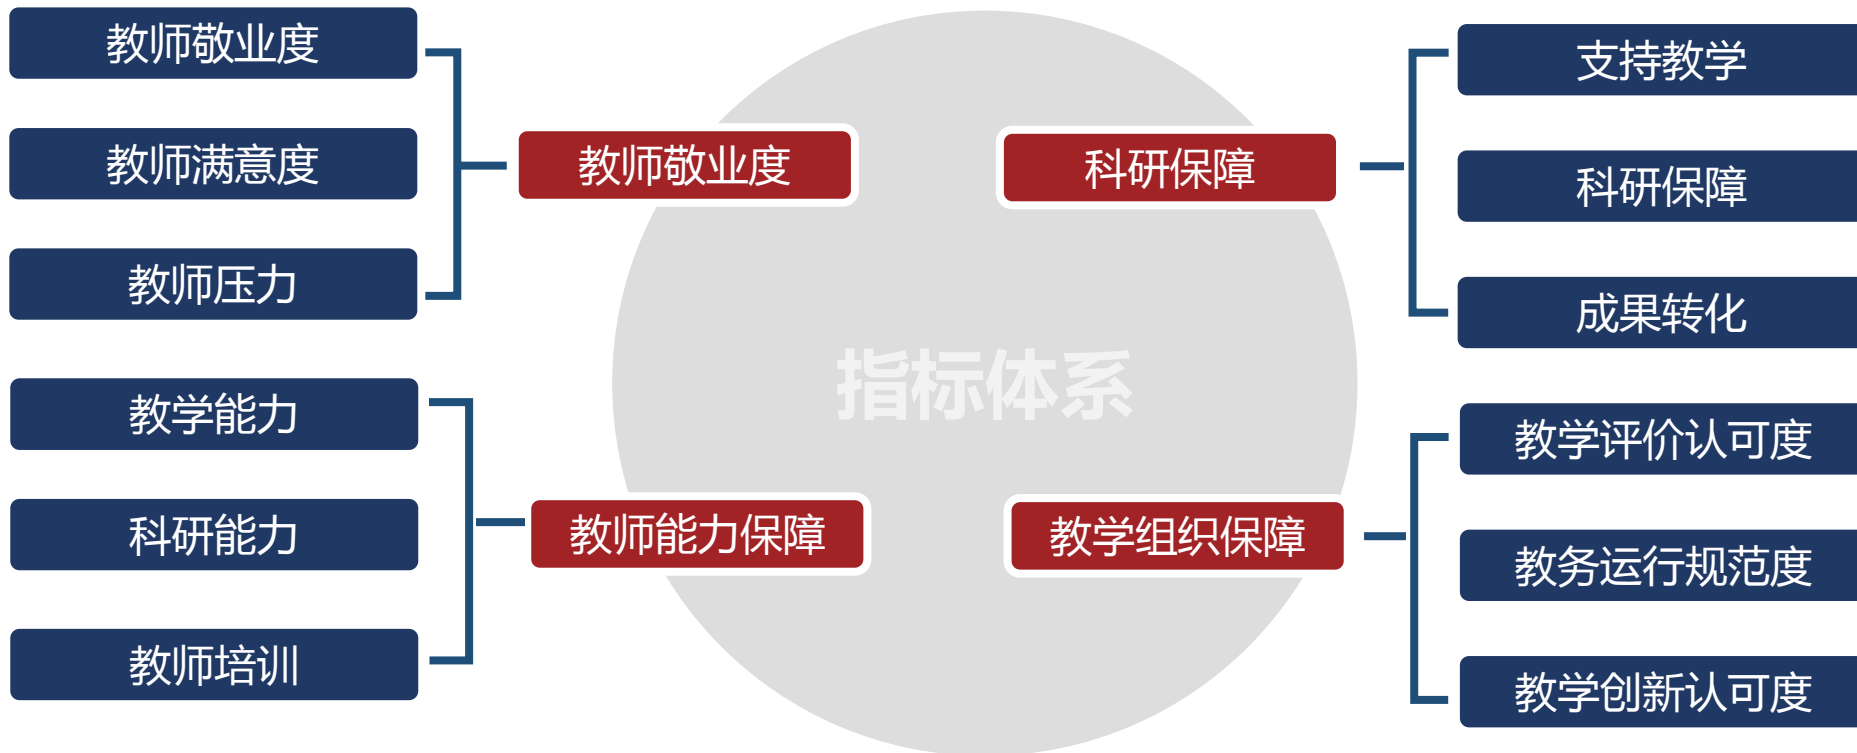 教师敬业度
教师满意度
教师压力
教师敬业度
教学能力
科研能力
教师培训
教师能力保障
指标体系
科研保障
支持教学
科研保障
成果转化
教学组织保障
教学评价认可度
教务运行规范度
教学创新认可度